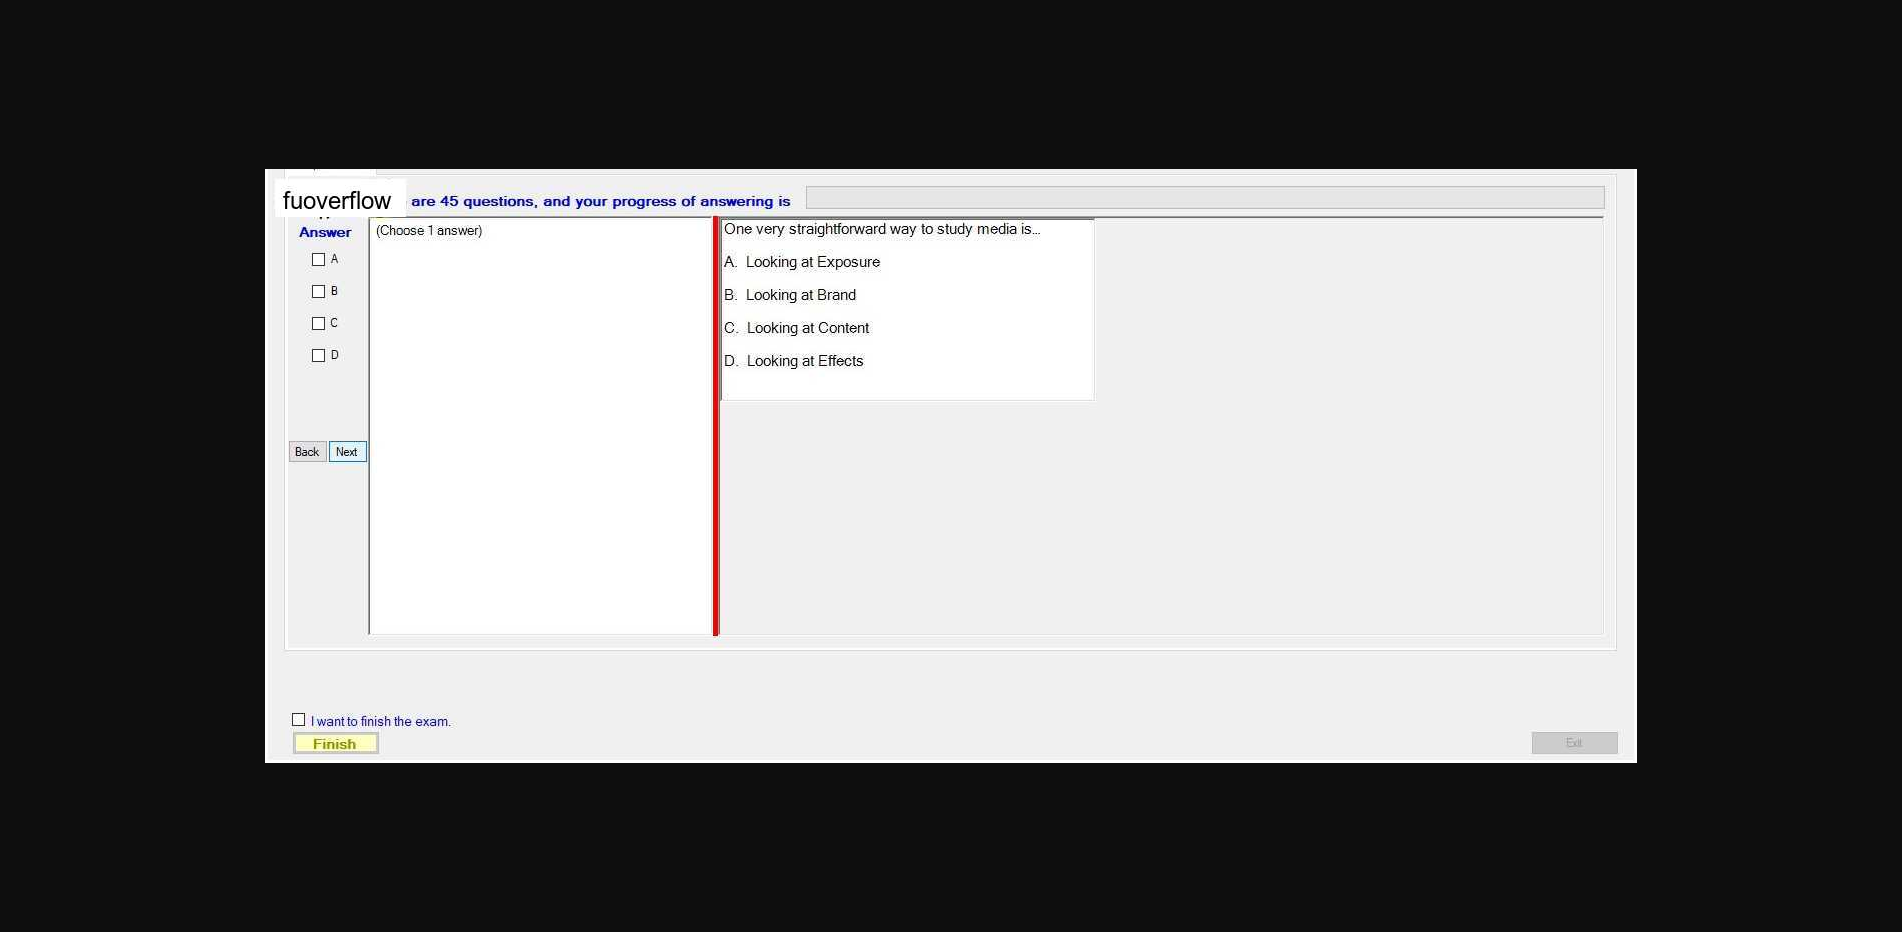 fuoverflow
are 45 questions, and your progress of answering is
Answer
(Choose 1 answer)
A
B
C
D
Back
Next
One very straightforward way to study media is...
A. Looking at Exposure
B. Looking at Brand
C. Looking at Content
D. Looking at Effects
I want to finish the exam.
Finish
Exit